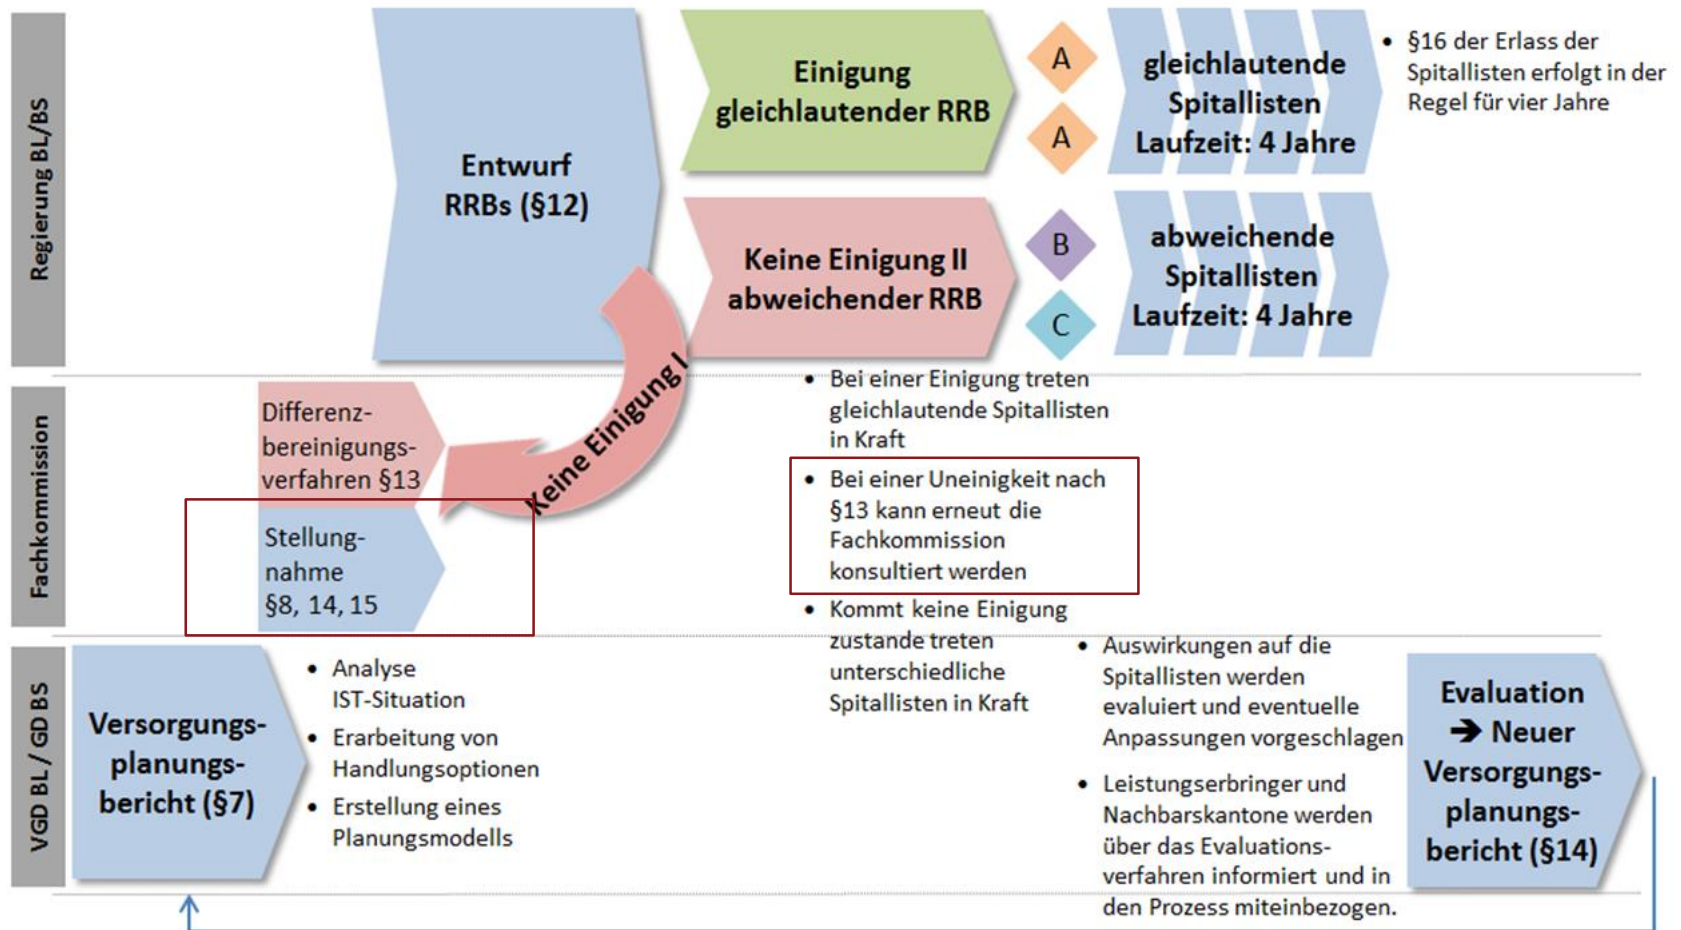 Regierung BL/BS
Entwurf
RRBs (§12)
Einigung
gleichlautender RRB
A
A
gleichlautende
Spitallisten
Laufzeit: 4 Jahre
• §16 der Erlass der
Spitallisten erfolgt in der
Regel für vier Jahre
Keine Einigung II
abweichender RRB
B
C
abweichende
Spitallisten
Laufzeit: 4 Jahre
Keine Einigung I
Fachkommission
Differenz-
bereinigungs-
verfahren §13
Stellung-
nahme
§8, 14, 15
• Bei einer Einigung treten
gleichlautende Spitallisten
in Kraft
• Bei einer Uneinigkeit nach
§13 kann erneut die
Fachkommission
konsultiert werden
• Kommt keine Einigung
zustande treten
unterschiedliche
Spitallisten in Kraft
VGD BL / GD BS
Versorgungs-
planungs-
bericht (§7)
• Analyse
IST-Situation
• Erarbeitung von
Handlungsoptionen
• Erstellung eines
Planungsmodells
• Auswirkungen auf die
Spitallisten werden
evaluiert und eventuelle
Anpassungen vorgeschlagen
• Leistungserbringer und
Nachbarskantone werden
über das Evaluations-
verfahren informiert und in
den Prozess miteinbezogen.
Evaluation
➔ Neuer
Versorgungs-
planungs-
bericht (§14)